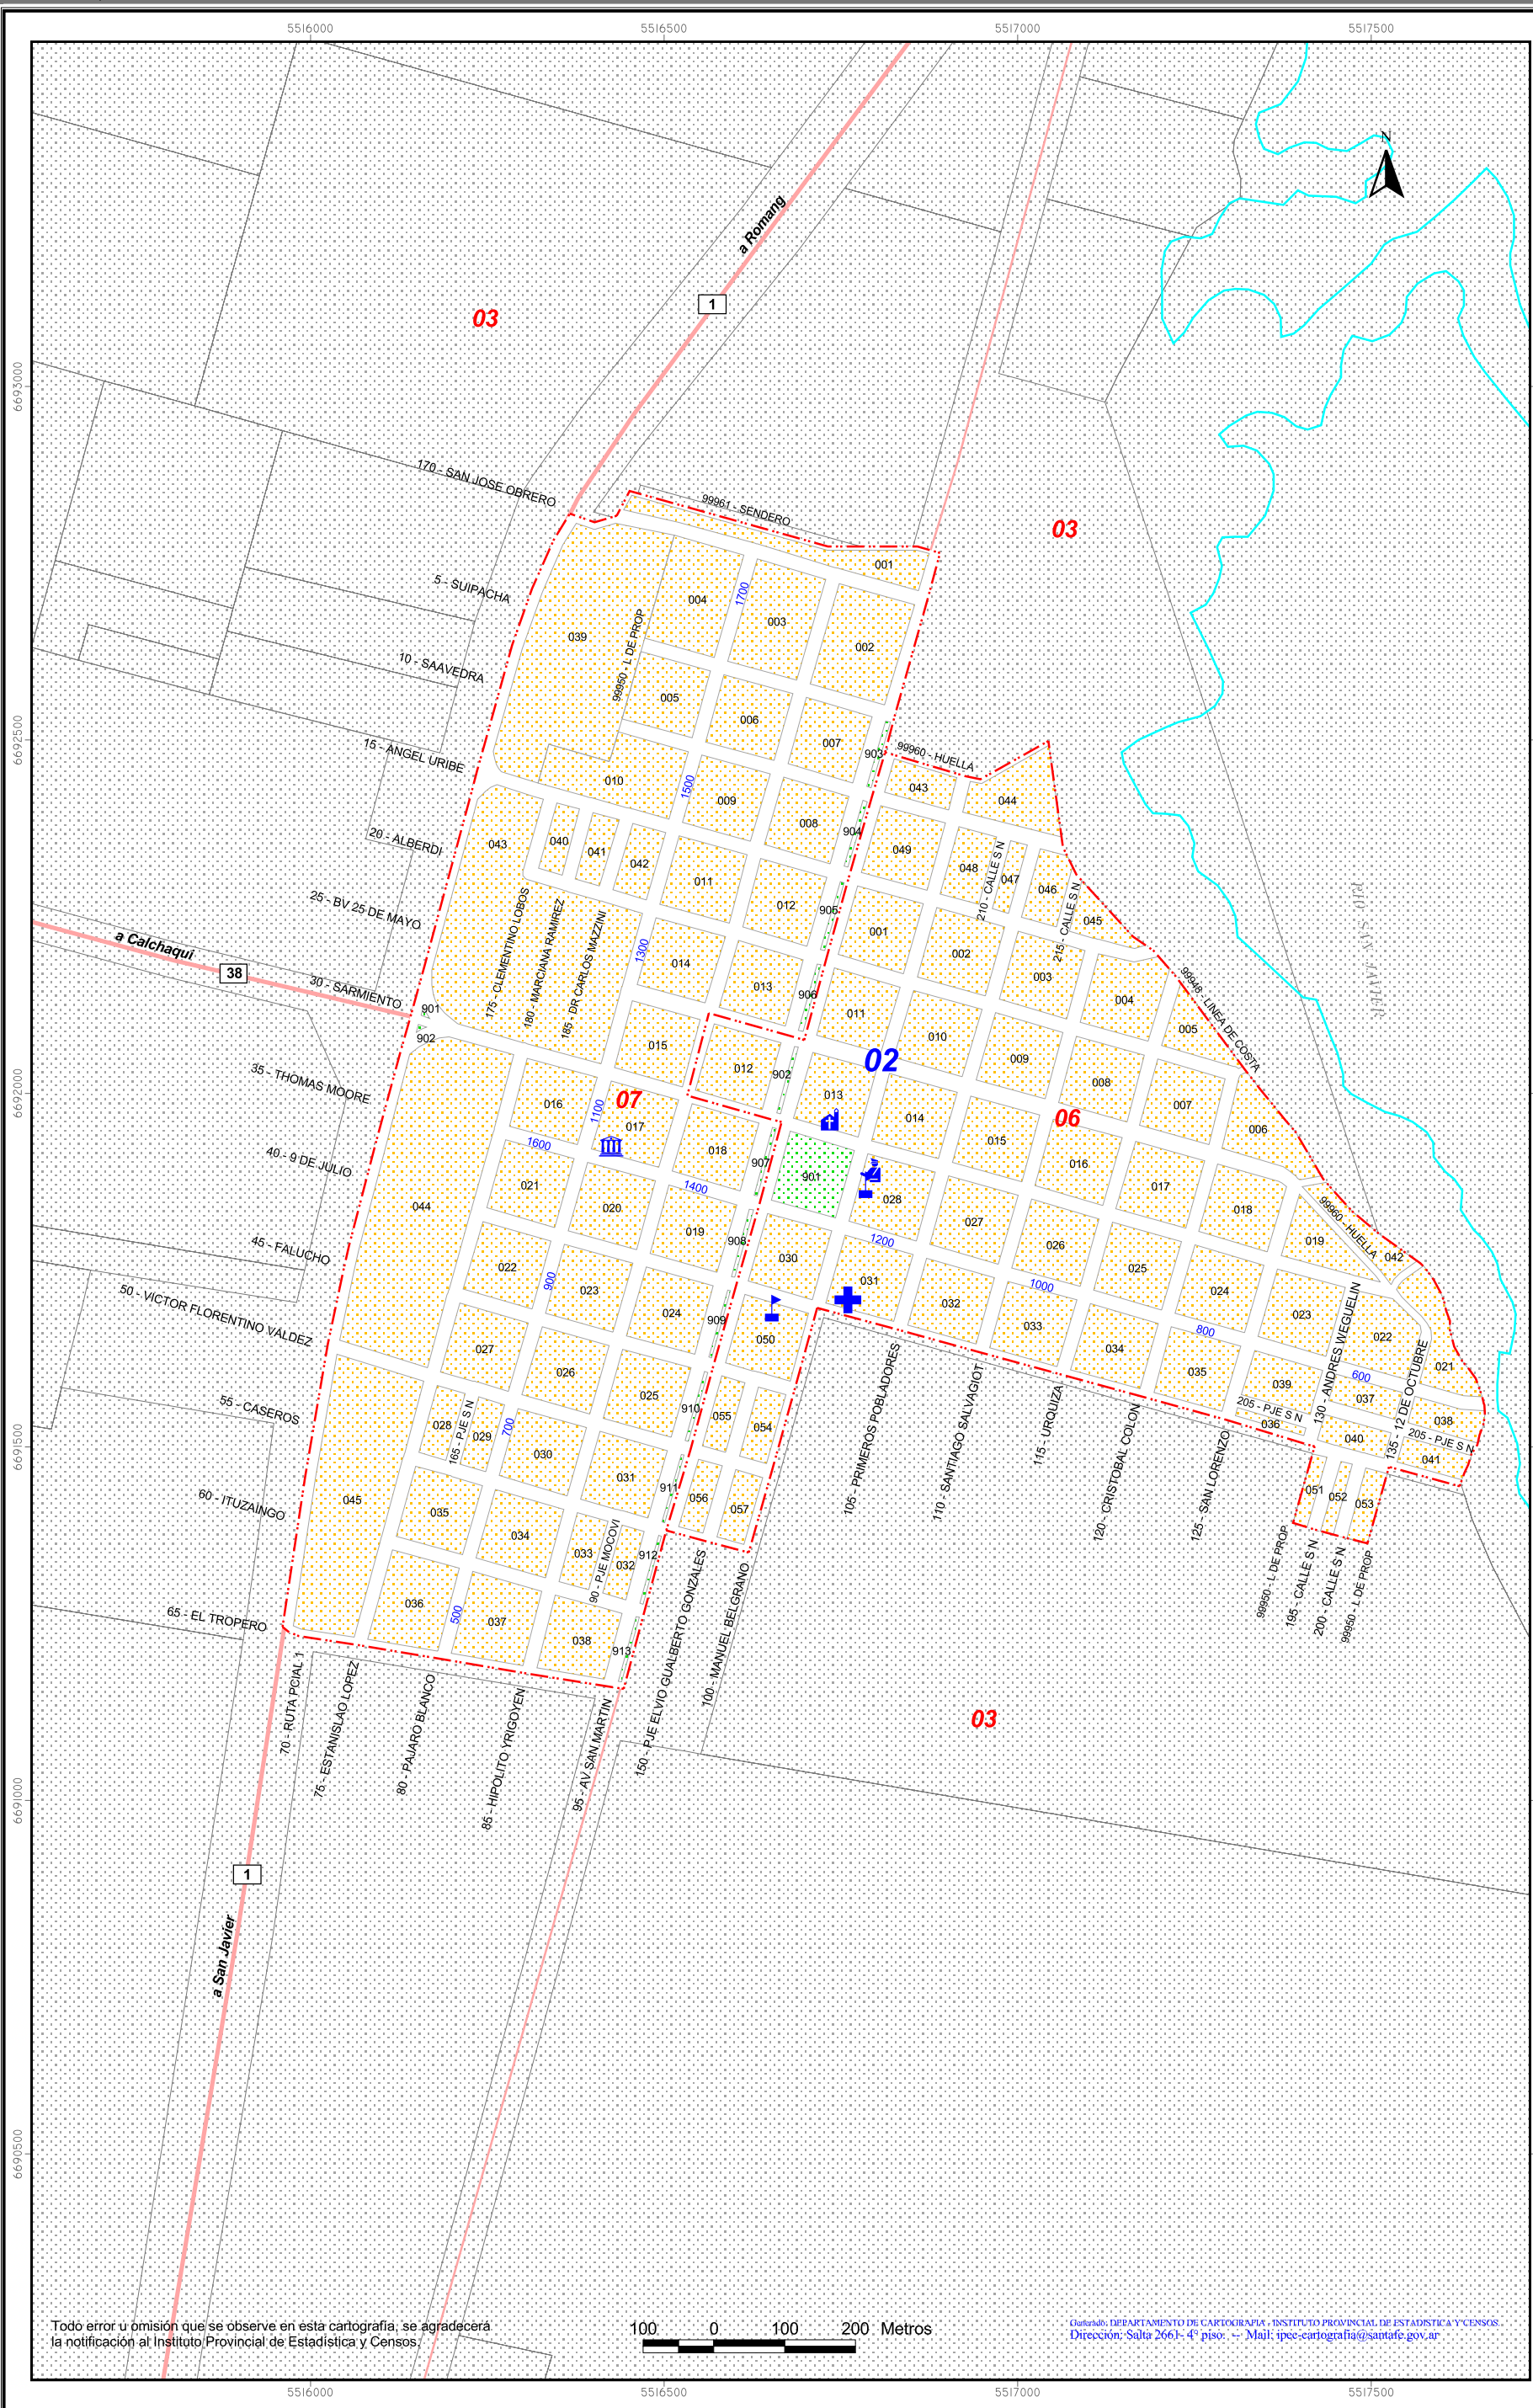 5516000
5516500
5517000
5517500
N
a Romang
1
03
6693000
170 - SAN JOSE OBRERO
99961 - SENDERO
03
001
5 - SUIPACHA
004
1700
003
039
99950 - L DE PROP
002
10 - SAAVEDRA
005
006
6692500
15 - ANGEL URIBE
007
903
99960 - HUELLA
010
1500
009
043
044
008
904
20 - ALBERDI
043
040
041
042
011
049
048
210 - CALLE S N
047
046
215 - CALLE S N
045
25 - BV 25 DE MAYO
012
905
001
002
RIO SAN JAVIER
a Calchaqui
38
175 - CLEMENTINO LOBOS
180 - MARCIANA RAMIREZ
185 - DR CARLOS MAZZINI
1300
014
013
906
003
004
99948 - LINEA DE COSTA
30 - SARMIENTO
901
902
011
010
005
015
02
009
35 - THOMAS MOORE
012
902
013
008
6692000
016
1100
07
017
014
06
007
006
1600
018
907
015
016
40 - 9 DE JULIO
021
1400
901
028
017
044
020
019
908
1200
027
018
99960 - HUELLA
45 - FALUCHO
030
026
019
042
022
900
023
031
025
50 - VICTOR FLORENTINO VALDEZ
024
909
032
1000
024
023
130 - ANDRES WEGUELIN
050
033
800
022
027
026
034
021
025
035
039
600
135 - 12 DE OCTUBRE
55 - CASEROS
028
165 - PJE S N
029
700
910
055
054
105 - PRIMEROS POBLADORES
110 - SANTIAGO SALVAGIOT
115 - URQUIZA
120 - CRISTOBAL COLON
125 - SAN LORENZO
205 - PJE S N
036
037
038
040
205 - PJE S N
041
6691500
030
031
60 - ITUZAINGO
045
035
911
056
057
051
052
053
034
033
90 - PJE MOCOVI
032
912
036
500
037
038
913
99950 - L DE PROP
195 - CALLE S N
200 - CALLE S N
99950 - L DE PROP
65 - EL TROPERO
70 - RUTA PCIAL 1
75 - ESTANISLAO LOPEZ
80 - PAJARO BLANCO
85 - HIPOLITO YRIGOYEN
95 - AV SAN MARTIN
150 - PJE ELVIO GUALBERTO GONZALES
100 - MANUEL BELGRANO
03
6691000
1
a San Javier
6690500
Todo error u omisión que se observe en esta cartografía, se agradecerá
la notificación al Instituto Provincial de Estadística y Censos.
100 0 100 200 Metros
Generado: DEPARTAMENTO DE CARTOGRAFIA - INSTITUTO PROVINCIAL DE ESTADISTICA Y CENSOS
Dirección: Salta 2661- 4° piso. -- Mail: ipec-cartografia@santafe.gov.ar
5516000
5516500
5517000
5517500